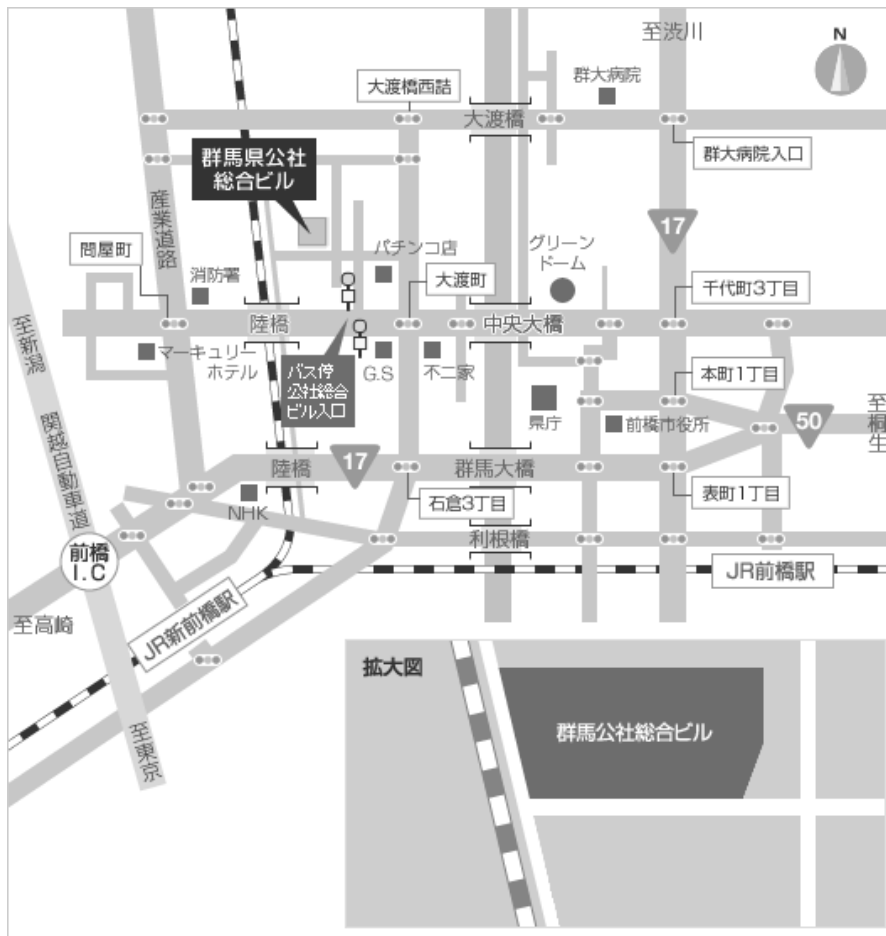 至渋川
N
大渡橋西詰
群大病院
大渡橋
群馬県公社
総合ビル
群大病院入口
産業道路
17
問屋町
消防署
パチンコ店
大渡町
グリーン
ドーム
千代町3丁目
至新潟
陸橋
中央大橋
マーキュリー
ホテル
バス停
公社総合
ビル入口
G.S
不二家
県庁
本町1丁目
前橋市役所
50
至桐生
関越自動車道
陸橋
17
群馬大橋
NHK
石倉3丁目
表町1丁目
利根橋
前橋
I.C
JR前橋駅
至高崎
JR新前橋駅
至東京
拡大図
群馬公社総合ビル